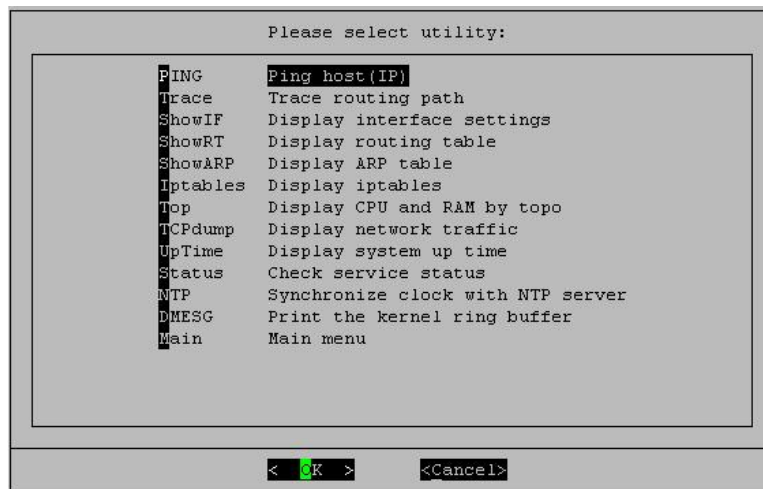 Please select utility:
PING Ping host(IP)
Trace Trace routing path
ShowIF Display interface settings
ShowRT Display routing table
ShowARP Display ARP table
Iptables Display iptables
Top Display CPU and RAM by topo
TCPdump Display network traffic
UpTime Display system up time
Status Check service status
NTP Synchronize clock with NTP server
DMESG Print the kernel ring buffer
Main Main menu
< OK > <Cancel>